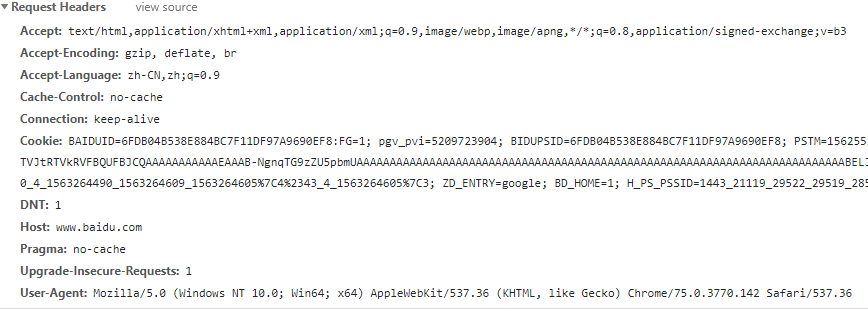 Request Headers view source
Accept: text/html,application/xhtml+xml,application/xml;q=0.9,image/webp,image/apng,*/*;q=0.8,application/signed-exchange;v=b3
Accept-Encoding: gzip, deflate, br
Accept-Language: zh-CN,zh;q=0.9
Cache-Control: no-cache
Connection: keep-alive
Cookie: BAIDUID=6FDB04B538E884BC7F11DF97A9690EF8:FG=1; pgv_pvi=5209723904; BIDUPSID=6FDB04B538E884BC7F11DF97A9690EF8; PSTM=156255
0_4_1563264490_1563264609_1563264605%7C4%2343_4_1563264605%7C3; ZD_ENTRY=google; BD_HOME=1; H_PS_PSSID=1443_21119_29522_29519_285
DNT: 1
Host: www.baidu.com
Pragma: no-cache
Upgrade-Insecure-Requests: 1
User-Agent: Mozilla/5.0 (Windows NT 10.0; Win64; x64) AppleWebKit/537.36 (KHTML, like Gecko) Chrome/75.0.3770.142 Safari/537.36